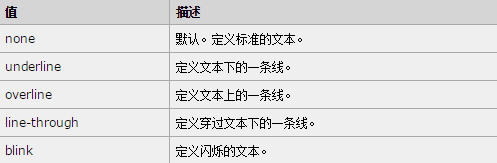 值 描述
none 默认。定义标准的文本。
underline 定义文本下的一条线。
overline 定义文本上的一条线。
line-through 定义穿过文本下的一条线。
blink 定义闪烁的文本。